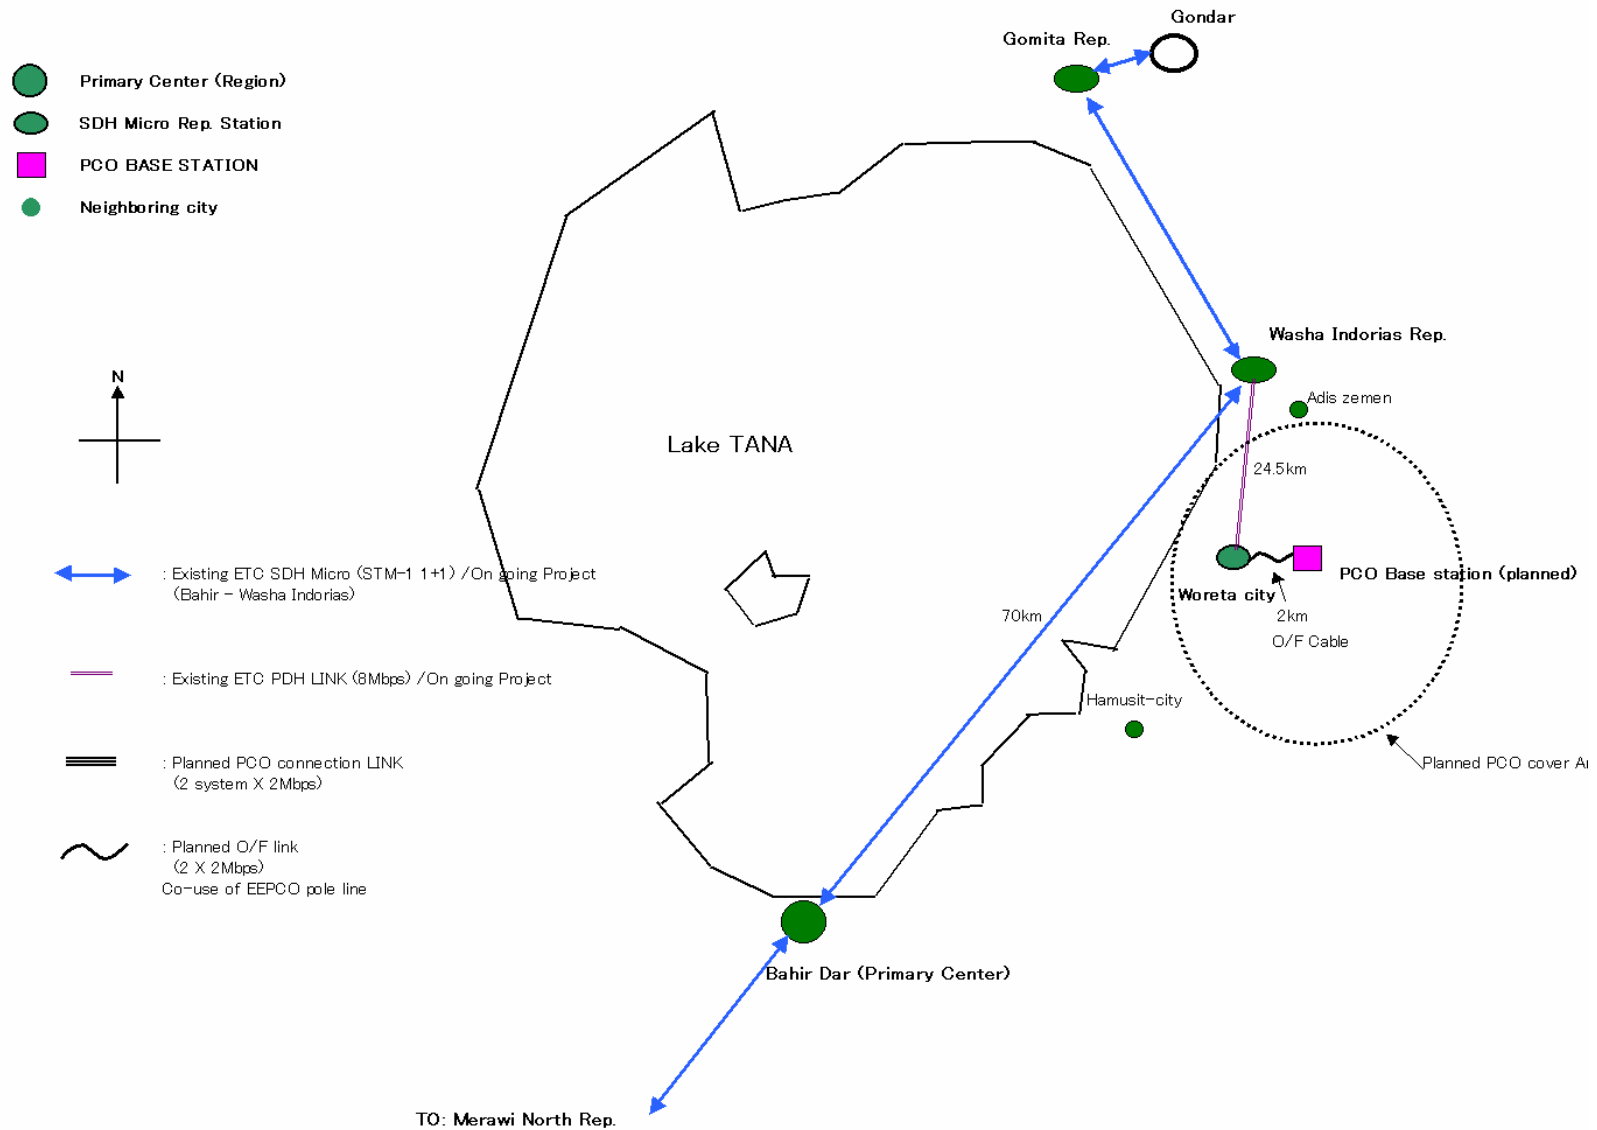 Gondar
Gomita Rep.
Primary Center (Region)
SDH Micro Rep. Station
PCO BASE STATION
Neighboring city
Washa Indorias Rep.
N
Adis zemen
Lake TANA
24.5km
: Existing ETC SDH Micro (STM-1 1+1) /On going Project
(Bahir - Washa Indorias)
PCO Base station (planned)
Woreta city
2km
O/F Cable
70km
: Existing ETC PDH LINK (8Mbps) /On going Project
Hamusit-city
: Planned PCO connection LINK
(2 system X 2Mbps)
Planned PCO cover
: Planned O/F link
(2 X 2Mbps)
Co-use of EEPCO pole line
Bahir Dar (Primary Center)
TO: Merawi North Rep.